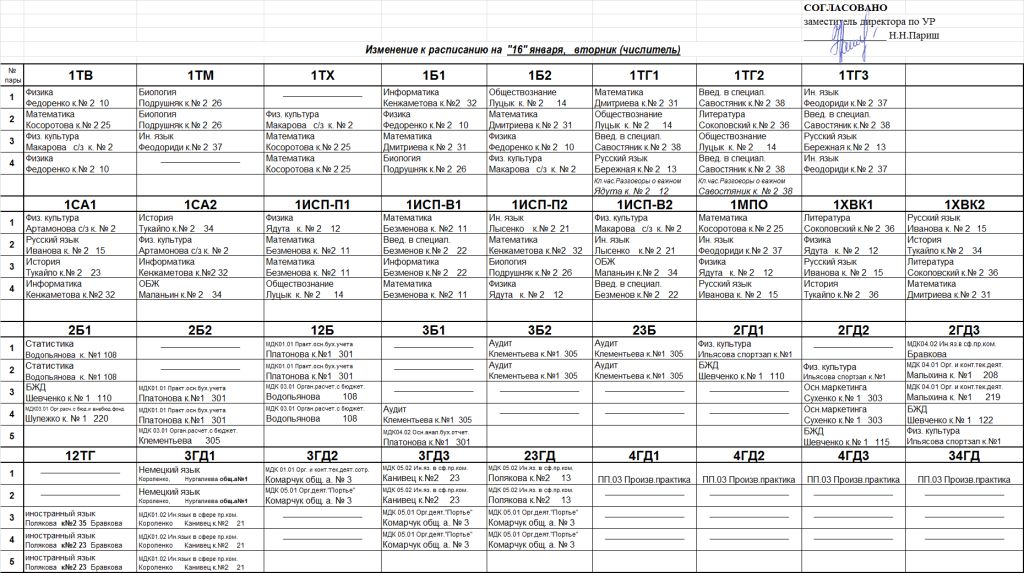 СОГЛАСОВАНО
заместитель директора по УР
Н.Н.Париш
Изменение к расписанию на "16" января, вторник (числитель)
№ пары 1ТВ 1ТМ 1ТХ 1Б1 1Б2 1ТГ1 1ТГ2 1ТГ3
1 Физика Биология Информатика Обществознание Математика Введ. в специал. Ин. язык
Федоренко к.№ 2 10 Подрушняк к.№ 2 26 Кенжаметова к.№2 32 Луцык к. № 2 14 Дмитриева к.№ 2 31 Савостяник к.№ 2 38 Феодориди к.№ 2 37
2 Математика Биология Физ. культура Физика Математика Обществознание Литература Введ. в специал.
Косоротова к.№ 2 25 Подрушняк к.№ 2 26 Макарова с/з к. № 2 Федоренко к.№ 2 10 Дмитриева к.№ 2 31 Луцык к. № 2 14 Соколовский к.№ 2 36 Савостяник к.№ 2 38
3 Физ. культура Ин. язык Математика Математика Физика Введ. в специал. Обществознание Русский язык
Макарова с/з к. № 2 Феодориди к.№ 2 37 Косоротова к.№ 2 25 Дмитриева к.№ 2 31 Федоренко к.№ 2 10 Савостяник к.№ 2 38 Луцык к. № 2 14 Бережная к.№ 2 13
4 Физика Математика Биология Физ. культура Русский язык Введ. в специал. Ин. язык
Федоренко к.№ 2 10 Косоротова к.№ 2 25 Подрушняк к.№ 2 26 Макарова с/з к. № 2 Бережная к.№ 2 13 Савостяник к.№ 2 38 Феодориди к.№ 2 37
Кл.час.Разговоры о важном Кл.час.Разговоры о важном
Ядута к. № 2 12 Савостяник к. № 2 38
1СА1 1СА2 1ИСП-П1 1ИСП-В1 1ИСП-П2 1ИСП-В2 1МПО 1ХВК1 1ХВК2
1 Физ. культура История Физика Математика Ин. язык Физ. культура Математика Литература Русский язык
Артамонова с/з к. № 2 Тукайпо к.№ 2 34 Ядута к. № 2 12 Безменова к.№ 2 11 Лысенко к.№ 2 21 Макарова с/з к. № 2 Косоротова к.№ 2 25 Соколовский к.№ 2 36 Иванова к. № 2 15
2 Русский язык Физ. культура Математика Введ. в специал. Математика Ин. язык Ин. язык Физика История
Иванова к. № 2 15 Артамонова с/з к. № 2 Безменова к.№ 2 11 Безменов к.№ 2 22 Кенжаметова к.№2 32 Лысенко к.№ 2 21 Феодориди к.№ 2 37 Ядута к. № 2 12 Тукайпо к.№ 2 34
3 История Информатика Математика Информатика Биология ОБЖ Физика Русский язык Литература
Тукайпо к.№ 2 23 Кенжаметова к.№2 32 Безменова к.№ 2 11 Безменов к.№ 2 22 Подрушняк к.№ 2 26 Маланьин к.№ 2 34 Ядута к. № 2 12 Иванова к.№ 2 15 Соколовский к.№ 2 36
4 Информатика ОБЖ Обществознание Математика Физика Введ. в специал. Русский язык История Математика
Кенжаметова к.№2 32 Маланьин к.№ 2 34 Луцык к. № 2 14 Безменова к.№ 2 11 Ядута к. № 2 12 Безменов к.№ 2 22 Иванова к.№ 2 15 Тукайпо к.№ 2 36 Дмитриева к.№ 2 31
2Б1 2Б2 12Б 3Б1 3Б2 23Б 2ГД1 2ГД2 2ГД3
1 Статистика МДК01.01 Практ.осн.бух.учета Аудит Аудит Физ. культура МДК04.02 Ин.яз.в сф.пр.ком.
Водопьянова к. №1 108 Платонова к.№1 301 Клементьева к.№1 305 Клементьева к.№1 305 Ильясова спортзал к.№1 Бравкова
2 Статистика МДК01.01 Практ.осн.бух.учета Аудит Аудит БЖД Физ. культура МДК 04.01 Орг. и конт.тек.деят.
Водопьянова к. №1 108 Платонова к.№1 301 Клементьева к.№1 305 Клементьева к.№1 305 Шевченко к.№ 1 110 Ильясова спортзал к.№1 Малыхина к. №1 208
3 БЖД МДК01.01 Практ.осн.бух.учета МДК 03.01 Орган.расчет.с бюджет. Осн.маркетинга МДК 04.01 Орг. и конт.тек.деят.
Шевченко к.№ 1 110 Платонова к.№1 301 Водопьянова 108 Сухенко к.№ 1 303 Малыхина к. №1 219
4 МДК03.01 Орг.расч.с бюд.и внебюд.фонд. МДК01.01 Практ.осн.бух.учета МДК 03.01 Орган.расчет.с бюджет. Аудит Осн.маркетинга БЖД
Шулежко к. № 1 220 Платонова к.№1 301 Водопьянова 108 Клементьева к.№1 305 Сухенко к.№ 1 303 Шевченко к.№ 1 122
5 МДК 03.01 Орган.расчет.с бюджет. МДК04.02 Осн.анал.бух.отчет. БЖД Физ. культура
Клементьева 305 Платонова к.№1 301 Шевченко к.№ 1 115 Ильясова спортзал к.№1
12ТГ 3ГД1 3ГД2 3ГД3 23ГД 4ГД1 4ГД2 4ГД3 34ГД
1 Немецкий язык МДК 01.01 Орг. и конт.тек.деят.сотр. МДК 05.02 Ин.яз. в сф.пр.ком. МДК 05.02 Ин.яз. в сф.пр.ком. ПП.03 Произв.практика ПП.03 Произв.практика ПП.03 Произв.практика ПП.03 Произв.практика
Короленко, Нургалиева общ.а№1 Комарчук общ. а. № 3 Канивец к.№2 23 Полякова к.№2 13
2 Немецкий язык МДК 05.01 Орг.деят."Портье" МДК 05.02 Ин.яз. в сф.пр.ком. МДК 05.02 Ин.яз. в сф.пр.ком.
Короленко, Нургалиева общ.а№1 Комарчук общ. а. № 3 Канивец к.№2 23 Полякова к.№2 13
3 иностранный язык МДК01.02 Ин.язык в сфере пр.ком. МДК 05.01 Орг.деят."Портье" МДК 05.01 Орг.деят."Портье"
Полякова к№2 35 Бравкова Короленко Канивец к.№2 21 Комарчук общ. а. № 3 Комарчук общ. а. № 3
4 иностранный язык МДК01.02 Ин.язык в сфере пр.ком. МДК 05.01 Орг.деят."Портье" МДК 05.01 Орг.деят."Портье"
Полякова к№2 23 Бравкова Короленко Канивец к.№2 21 Комарчук общ. а. № 3 Комарчук общ. а. № 3
5 иностранный язык МДК01.02 Ин.язык в сфере пр.ком.
Полякова к№2 23 Бравкова Короленко Канивец к.№2 21